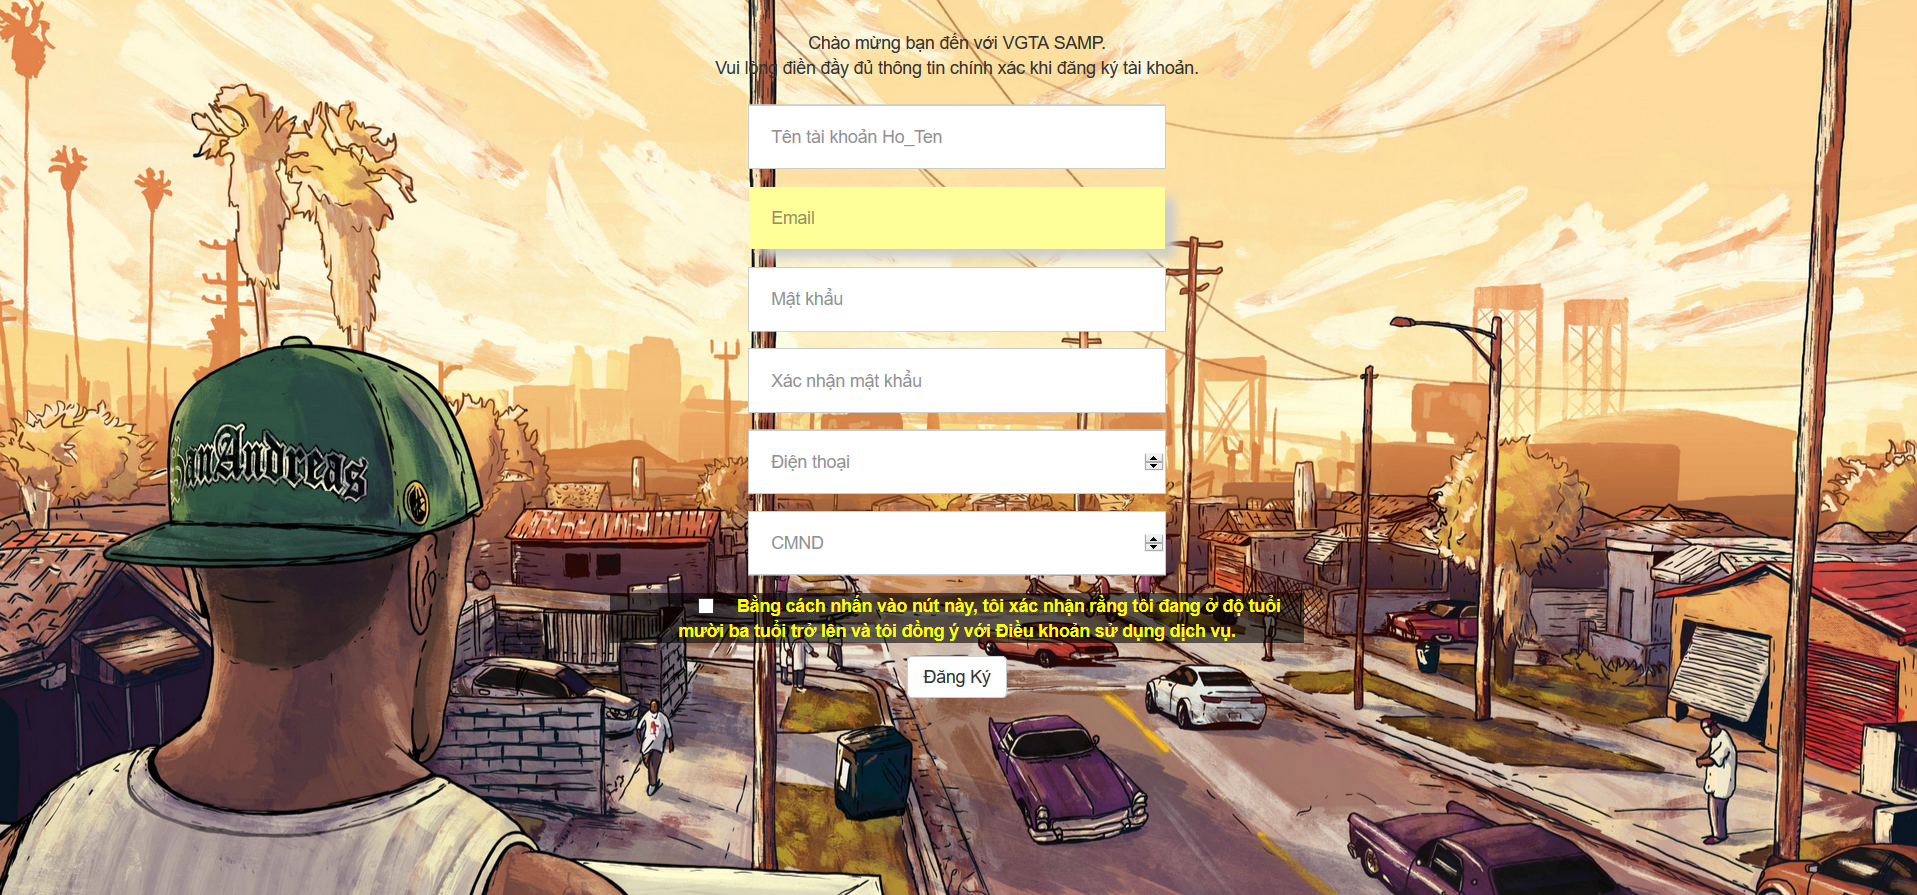 Chào mừng bạn đến với VGTA SAMP.
Vui lòng điền đầy đủ thông tin chính xác khi đăng ký tài khoản.
Tên tài khoản Ho_Ten
Email
Mật khẩu
Xác nhận mật khẩu
Điện thoại
SanAndreas
CMND
Bằng cách nhấn vào nút này, tôi xác nhận rằng tôi đang ở độ tuổi
mười ba tuổi trở lên và tôi đồng ý với Điều khoản sử dụng dịch vụ.
Đăng Ký